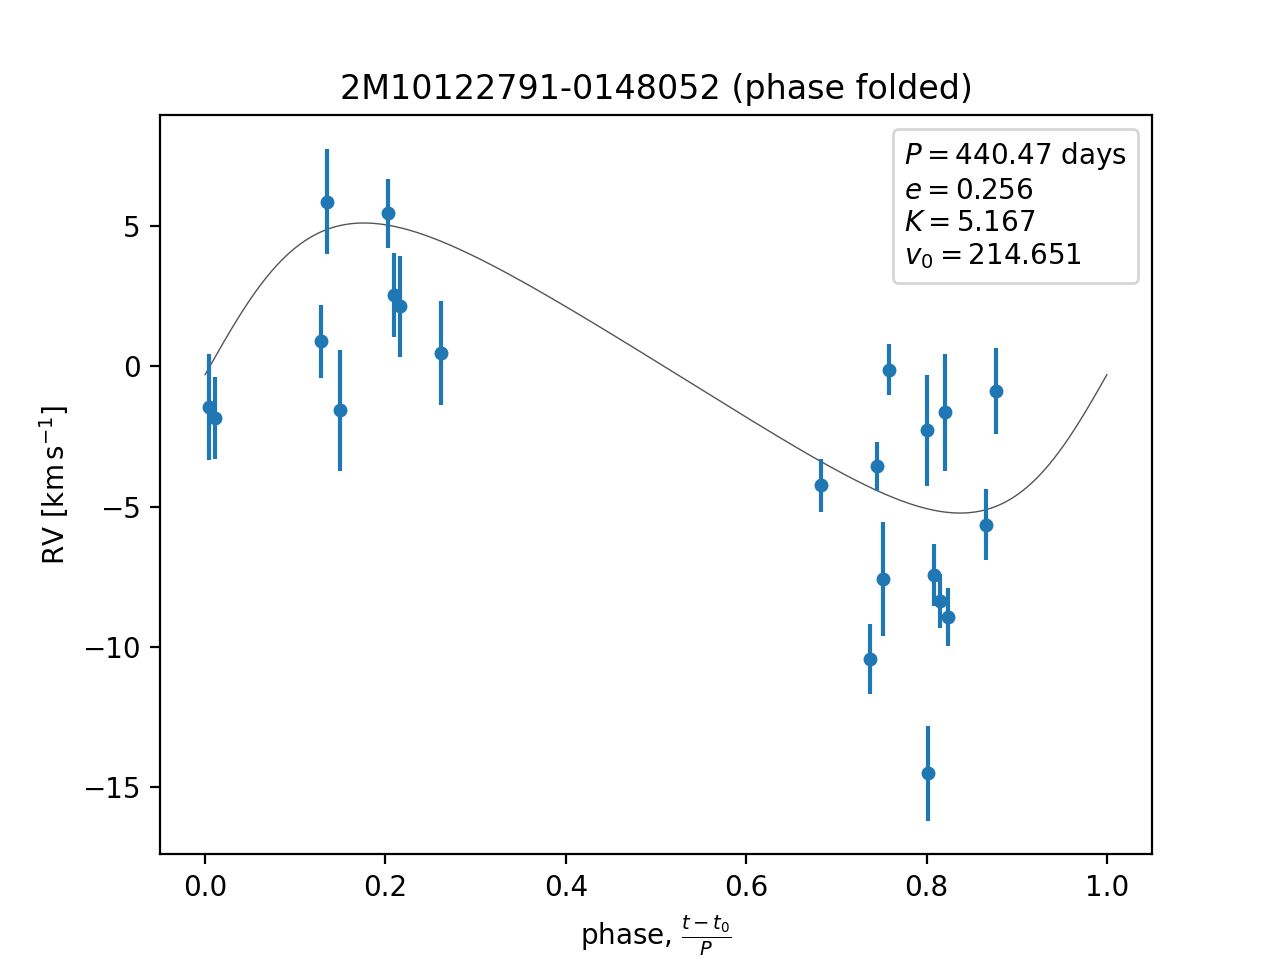 2M10122791-0148052 (phase folded)
P = 440.47 days
e = 0.256
K = 5.167
v₀ = 214.651
5
0
−5
−10
−15
RV [km s⁻¹]
0.0 0.2 0.4 0.6 0.8 1.0
phase, (t − t₀)/P